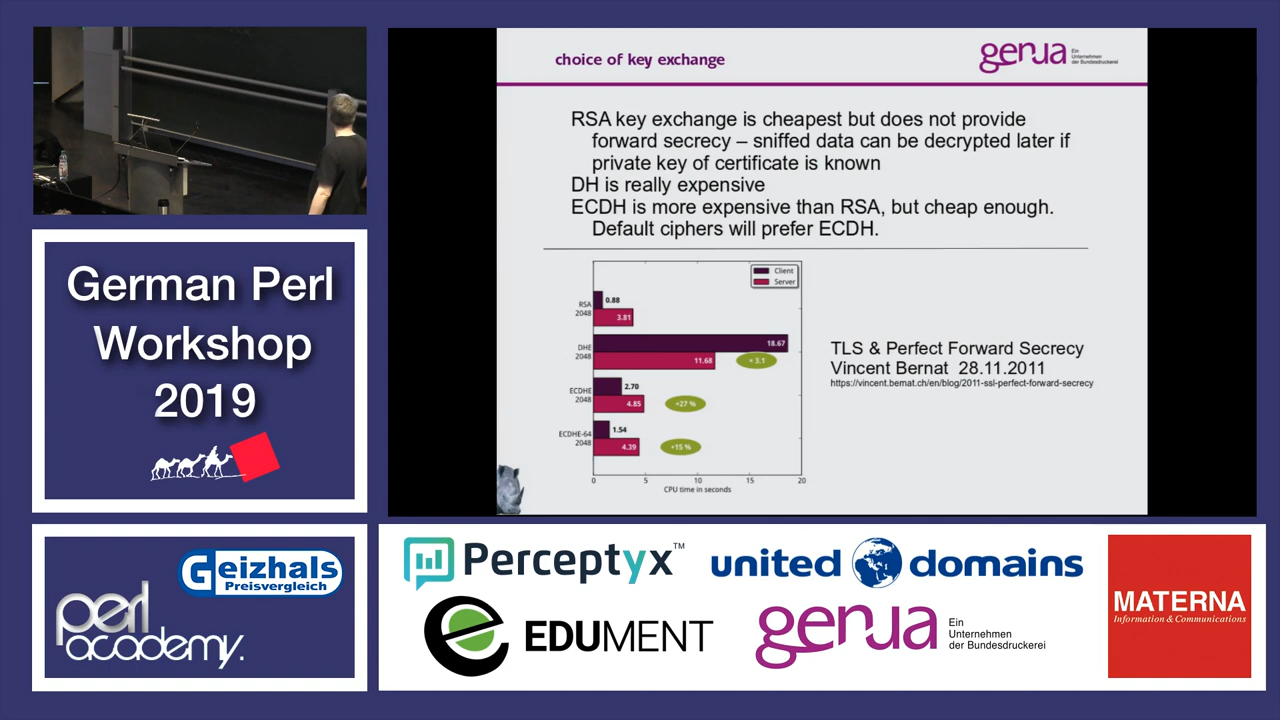 choice of key exchange
genua
Ein
Unternehmen
der Bundesdruckerei
RSA key exchange is cheapest but does not provide
forward secrecy – sniffed data can be decrypted later if
private key of certificate is known
DH is really expensive
ECDH is more expensive than RSA, but cheap enough.
Default ciphers will prefer ECDH.
Client
Server
RSA
2048
0.88
3.81
DHE
2048
18.67
11.68
× 3.1
ECDHE
2048
2.70
4.85
+27 %
ECDHE-64
2048
1.54
4.39
+15 %
0 5 10 15 20
CPU time in seconds
TLS & Perfect Forward Secrecy
Vincent Bernat 28.11.2011
https://vincent.bernat.ch/en/blog/2011-ssl-perfect-forward-secrecy
German Perl
Workshop
2019
Geizhals
Preisvergleich
perl
academy.
Perceptyx™
united domains
EDUMENT
genua
Ein
Unternehmen
der Bundesdruckerei
MATERNA
Information & Communications